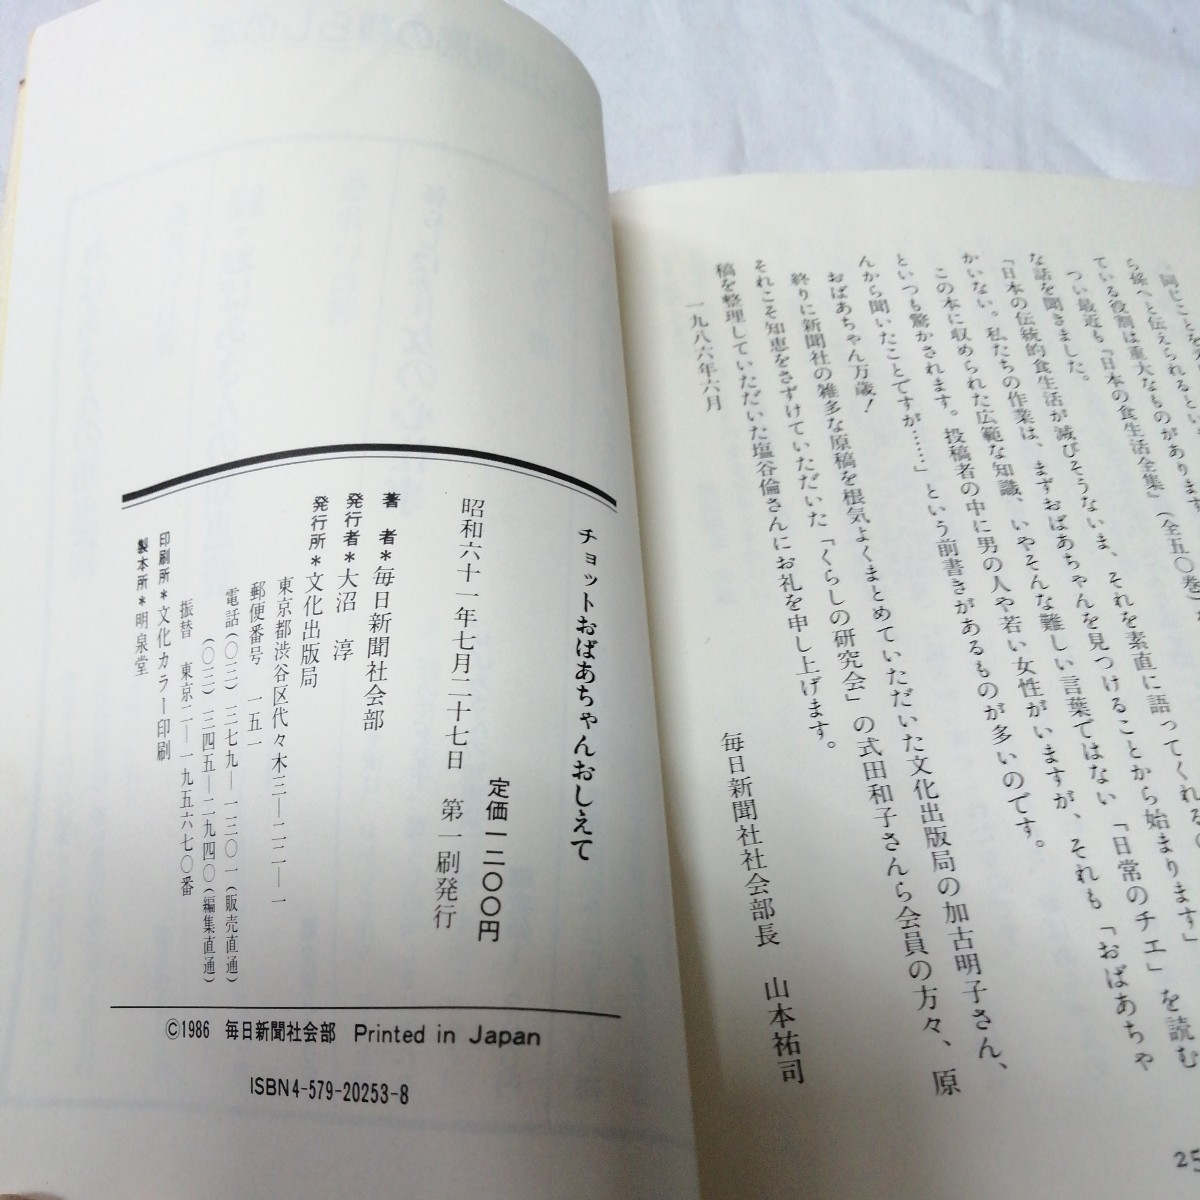 同じことを
ら孫へと伝えられるとい
ている役割は重大なものがあります。
つい最近も『日本の食生活全集』(全五〇巻)
な話を聞きました。
「日本の伝統的食生活が滅びそうないま、それを素直に語ってくれる
かいない。私たちの作業は、まずおばあちゃんを見つけることから始まります」
この本に収められた広範な知識、いやそんな難しい言葉ではない「日常のチエ」を読む
といつも驚かされます。投稿者の中に男の人や若い女性がいますが、それも「おばあちゃ
んから聞いたことですが……」という前書きがあるものが多いのです。
おばあちゃん万歳!
終りに新聞社の雑多な原稿を根気よくまとめていただいた文化出版局の加古明子さん、
それこそ知恵をさずけていただいた「くらしの研究会」の式田和子さんら会員の方々、原
稿を整理していただいた塩谷倫さんにお礼を申し上げます。
一九八六年六月
毎日新聞社社会部長 山本祐司
25
チョットおばあちゃんおしえて
定価一二〇〇円
昭和六十一年七月二十七日 第一刷発行
著 者*毎日新聞社会部
発行者*大沼 淳
発行所*文化出版局
東京都渋谷区代々木三―二二―一
郵便番号 一五一
電話(〇三)三七九―一三〇一(販売直通)
(〇三)三四五―二九四〇(編集直通)
振替 東京二―一九五六七〇番
印刷所*文化カラー印刷
製本所*明泉堂
©1986 毎日新聞社会部 Printed in Japan
ISBN4-579-20253-8